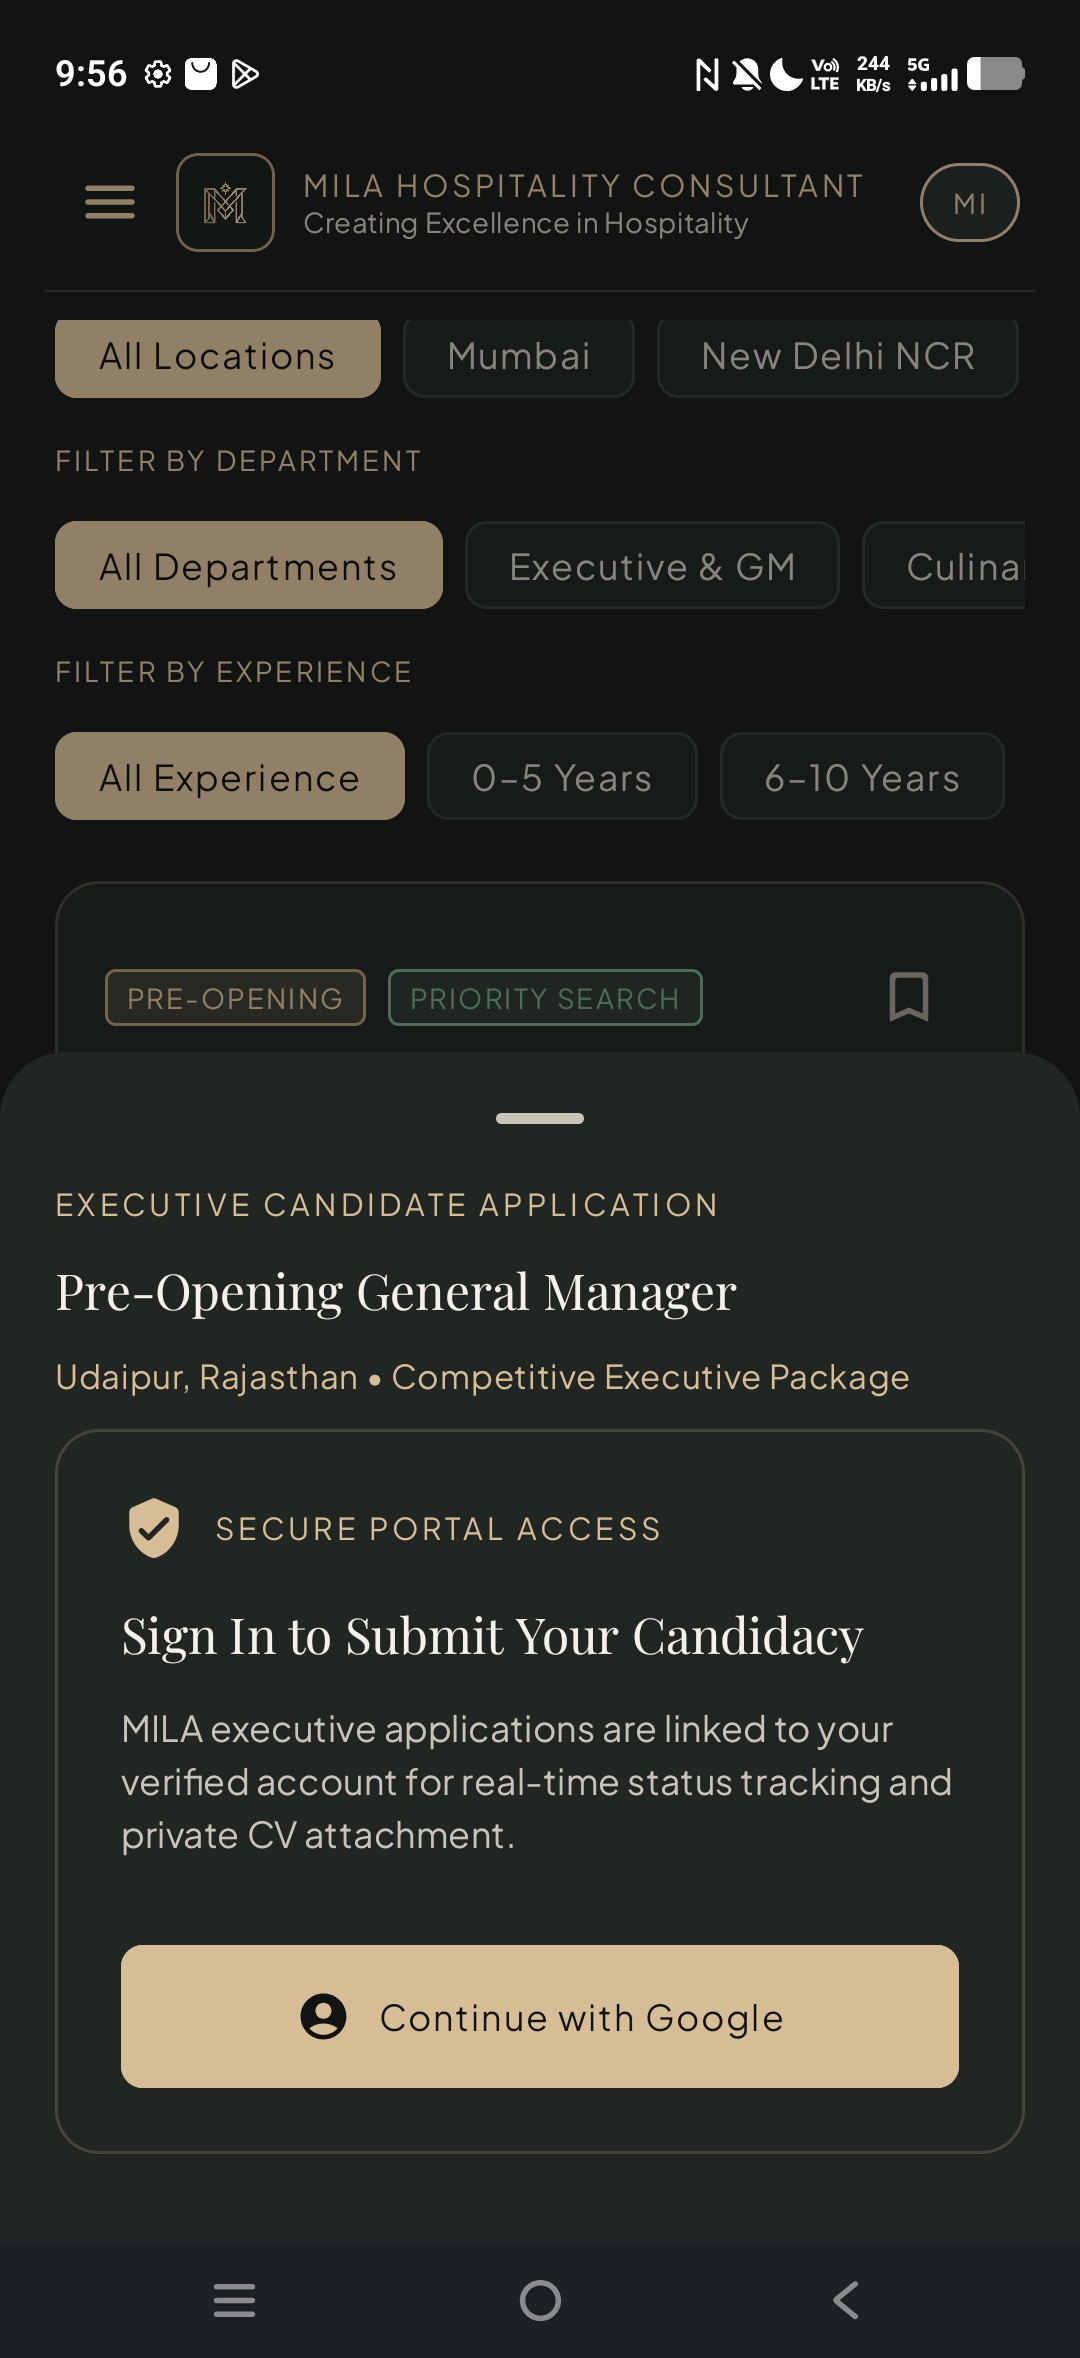 9:56
Vo)) LTE
244 KB/s
5G
MILA HOSPITALITY CONSULTANT
Creating Excellence in Hospitality
MI
All Locations
Mumbai
New Delhi NCR
FILTER BY DEPARTMENT
All Departments
Executive & GM
Culina
FILTER BY EXPERIENCE
All Experience
0–5 Years
6–10 Years
PRE-OPENING
PRIORITY SEARCH
EXECUTIVE CANDIDATE APPLICATION
Pre-Opening General Manager
Udaipur, Rajasthan • Competitive Executive Package
SECURE PORTAL ACCESS
Sign In to Submit Your Candidacy
MILA executive applications are linked to your
verified account for real-time status tracking and
private CV attachment.
Continue with Google